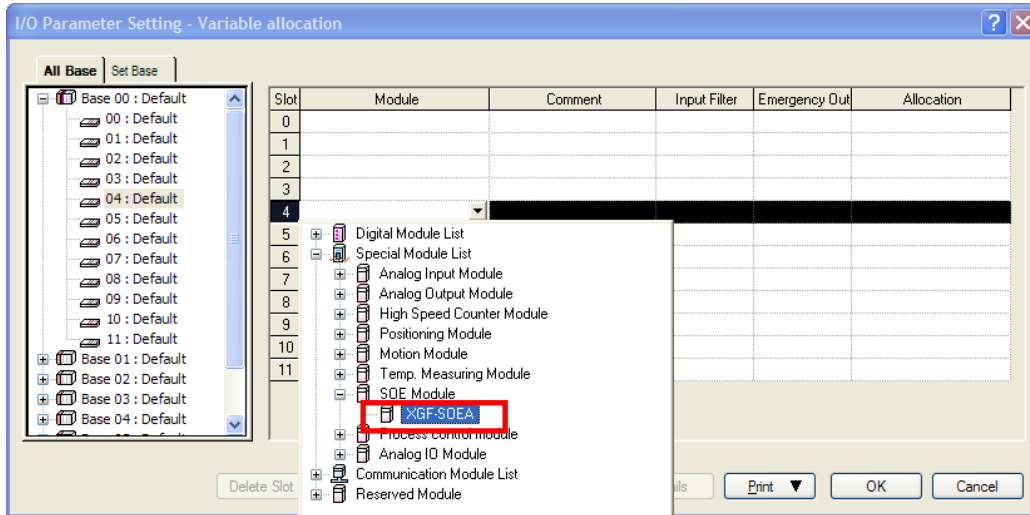 I/O Parameter Setting - Variable allocation
All Base Set Base
Base 00 : Default
00 : Default
01 : Default
02 : Default
03 : Default
04 : Default
05 : Default
06 : Default
07 : Default
08 : Default
09 : Default
10 : Default
11 : Default
Base 01 : Default
Base 02 : Default
Base 03 : Default
Base 04 : Default
Slot Module Comment Input Filter Emergency Out Allocation
0
1
2
3
4
5
6
7
8
9
10
11
Digital Module List
Special Module List
Analog Input Module
Analog Output Module
High Speed Counter Module
Positioning Module
Motion Module
Temp. Measuring Module
SOE Module
XGF-SOEA
Process control module
Analog IO Module
Communication Module List
Reserved Module
Delete Slot Print OK Cancel